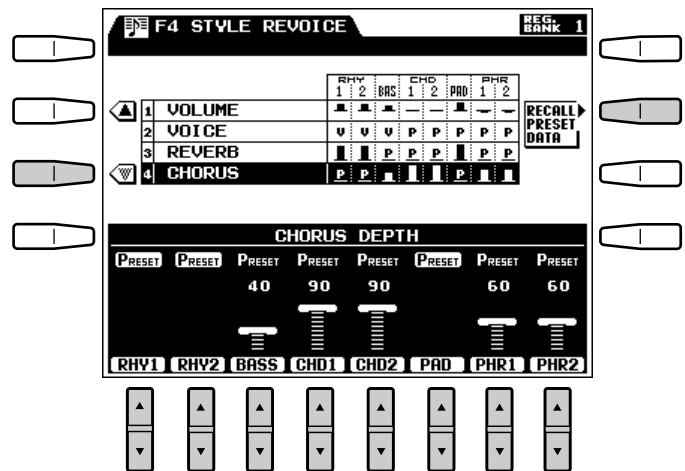 F4 STYLE REVOICE
REG. BANK 1
RHY CHD PHR
1 2 BAS 1 2 PAD 1 2
1 VOLUME
2 VOICE V V V P P P P P
3 REVERB P P P P P
4 CHORUS P P P
RECALL
PRESET
DATA
CHORUS DEPTH
PRESET PRESET PRESET PRESET PRESET PRESET PRESET PRESET
40 90 90 60 60
RHY1 RHY2 BASS CHD1 CHD2 PAD PHR1 PHR2